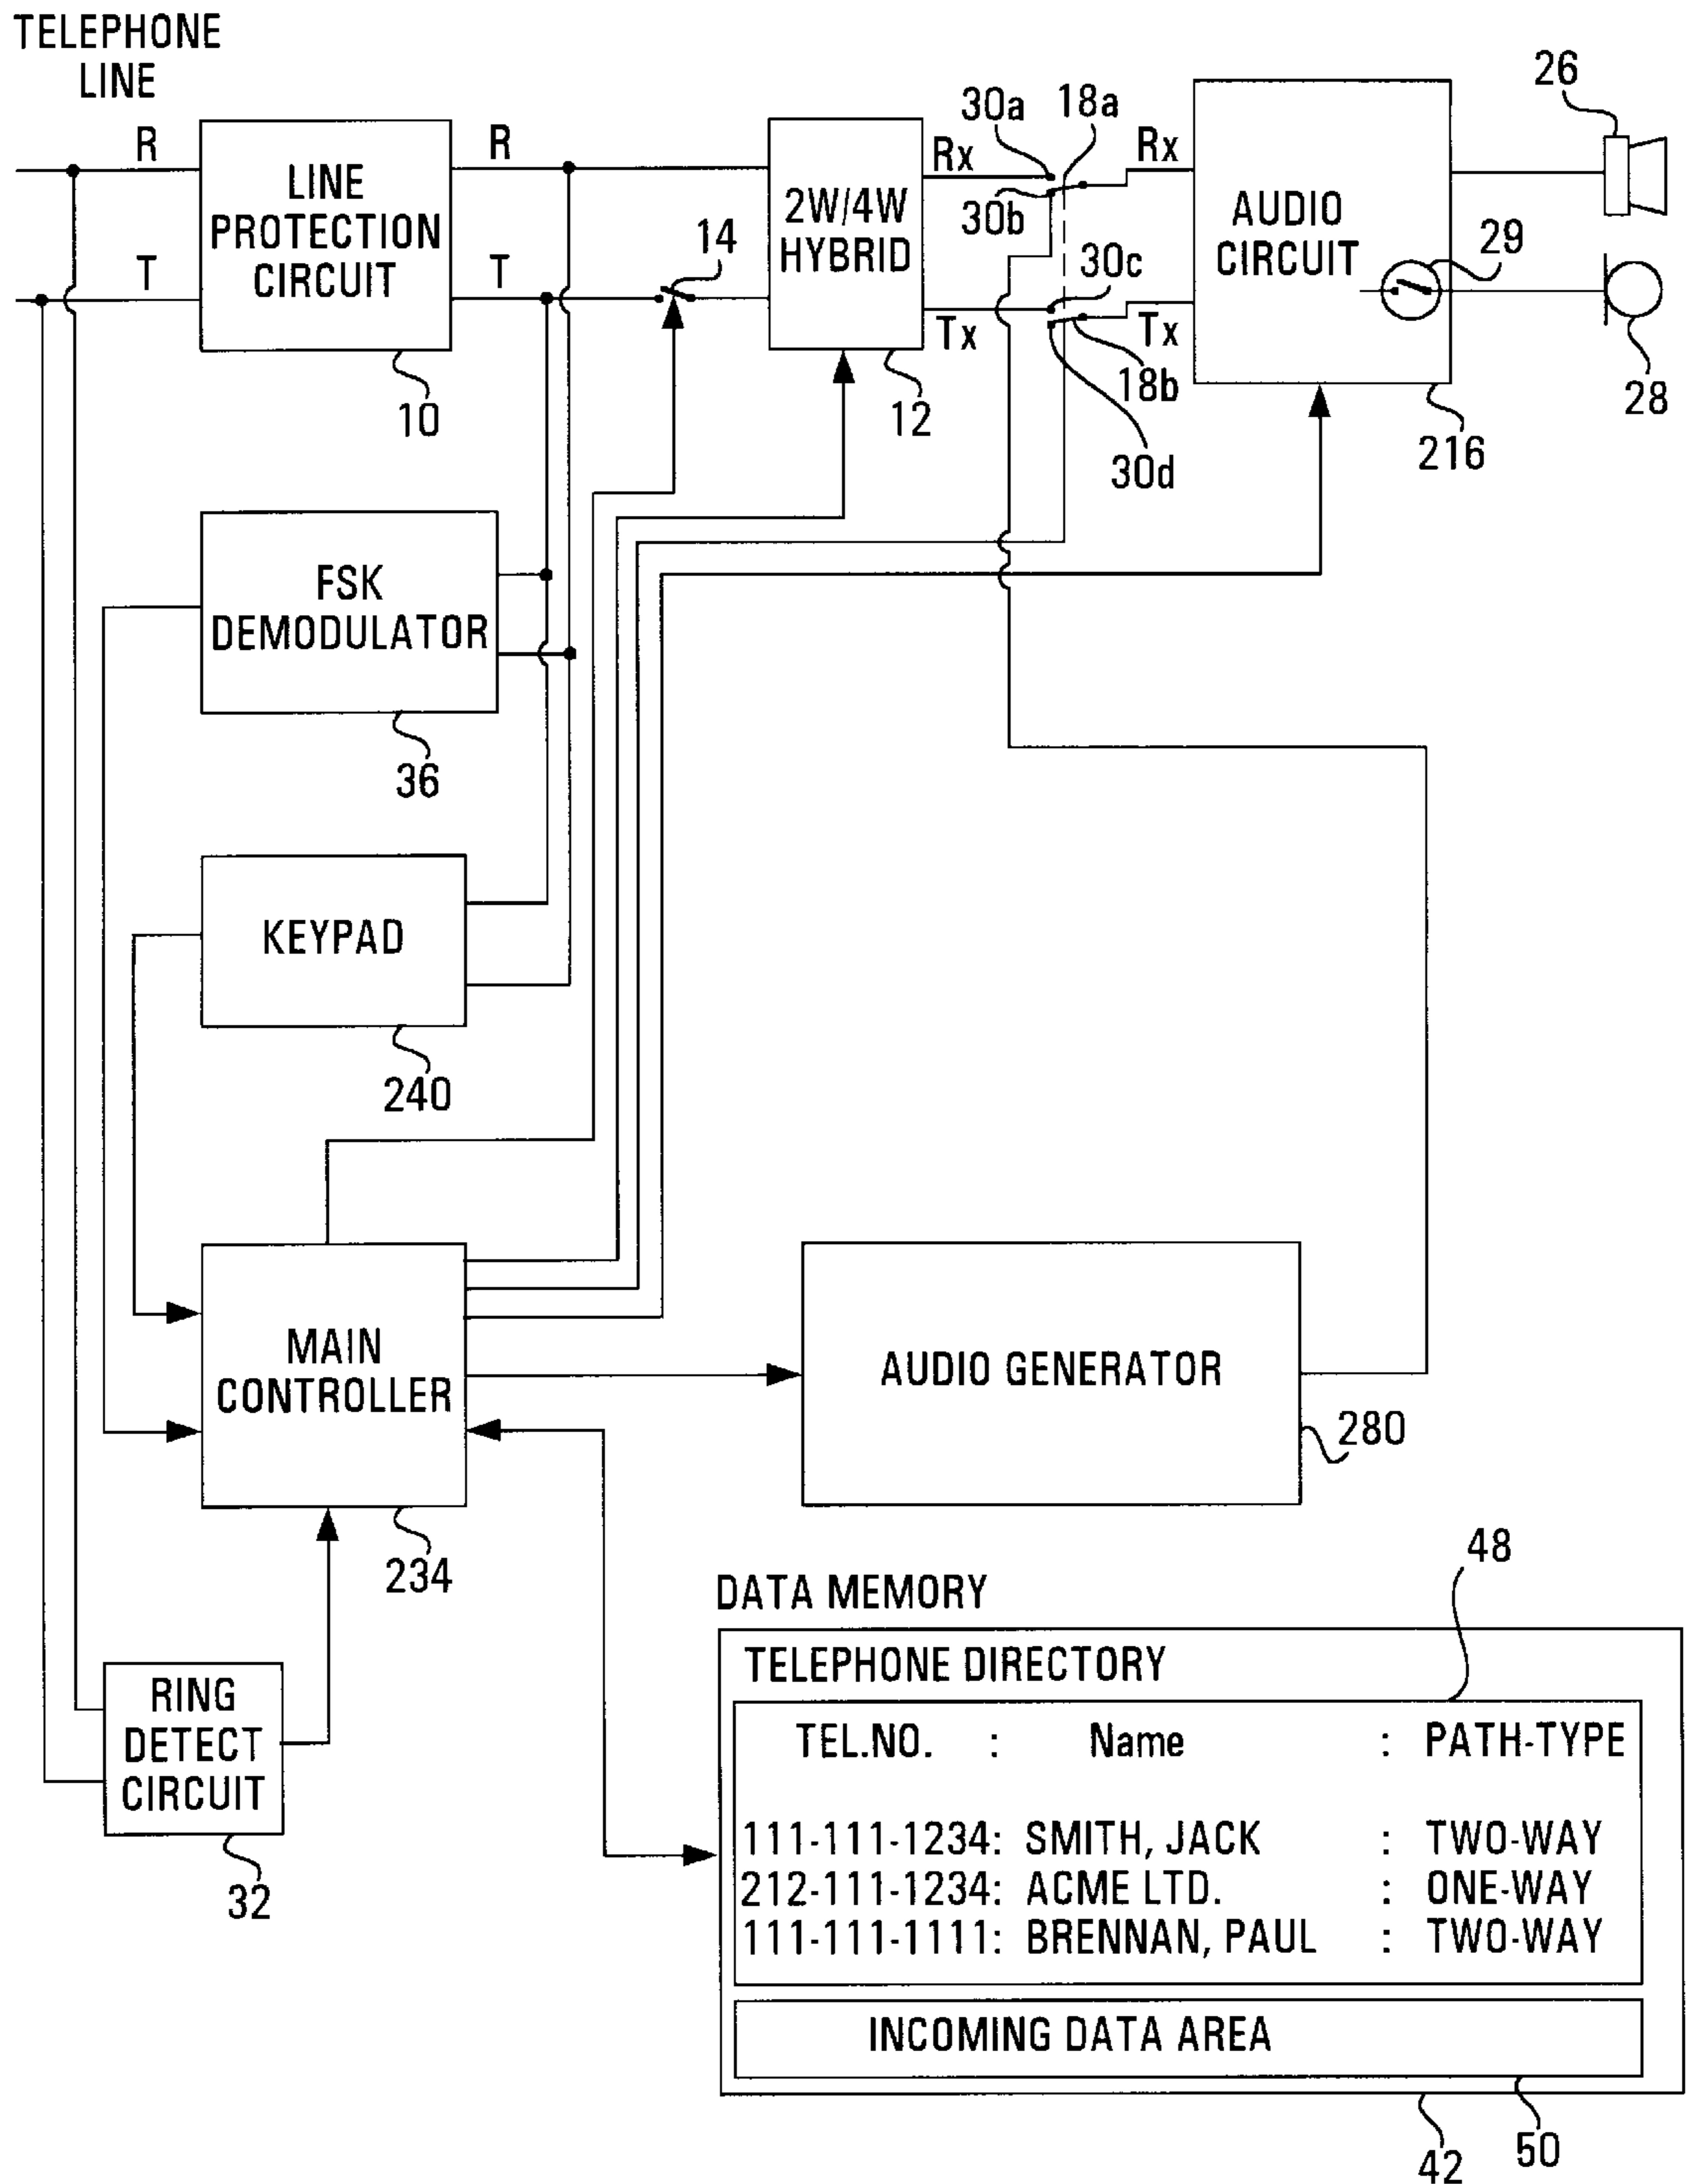 TELEPHONE
LINE
R
T
LINE
PROTECTION
CIRCUIT
10
R
T
14
2W/4W
HYBRID
12
Rx
Tx
30a
30b
30c
30d
18a
18b
Rx
Tx
AUDIO
CIRCUIT
216
29
26
28
FSK
DEMODULATOR
36
KEYPAD
240
MAIN
CONTROLLER
234
AUDIO GENERATOR
280
RING
DETECT
CIRCUIT
32
DATA MEMORY
48
TELEPHONE DIRECTORY
TEL.NO. : Name : PATH-TYPE
111-111-1234: SMITH, JACK : TWO-WAY
212-111-1234: ACME LTD. : ONE-WAY
111-111-1111: BRENNAN, PAUL : TWO-WAY
INCOMING DATA AREA
50
42